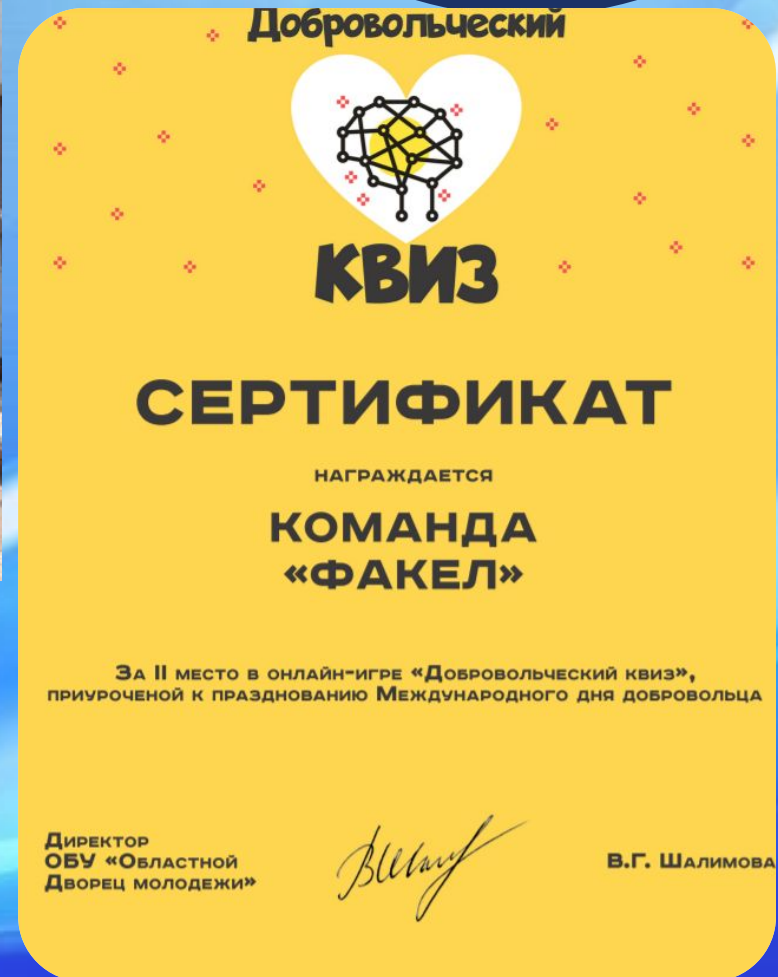 Добровольческий
КВИЗ
СЕРТИФИКАТ
НАГРАЖДАЕТСЯ
КОМАНДА
«ФАКЕЛ»
За II место в онлайн-игре «Добровольческий квиз»,
приуроченой к празднованию Международного дня добровольца
Директор
ОБУ «Областной
Дворец молодежи»
В.Г. Шалимова